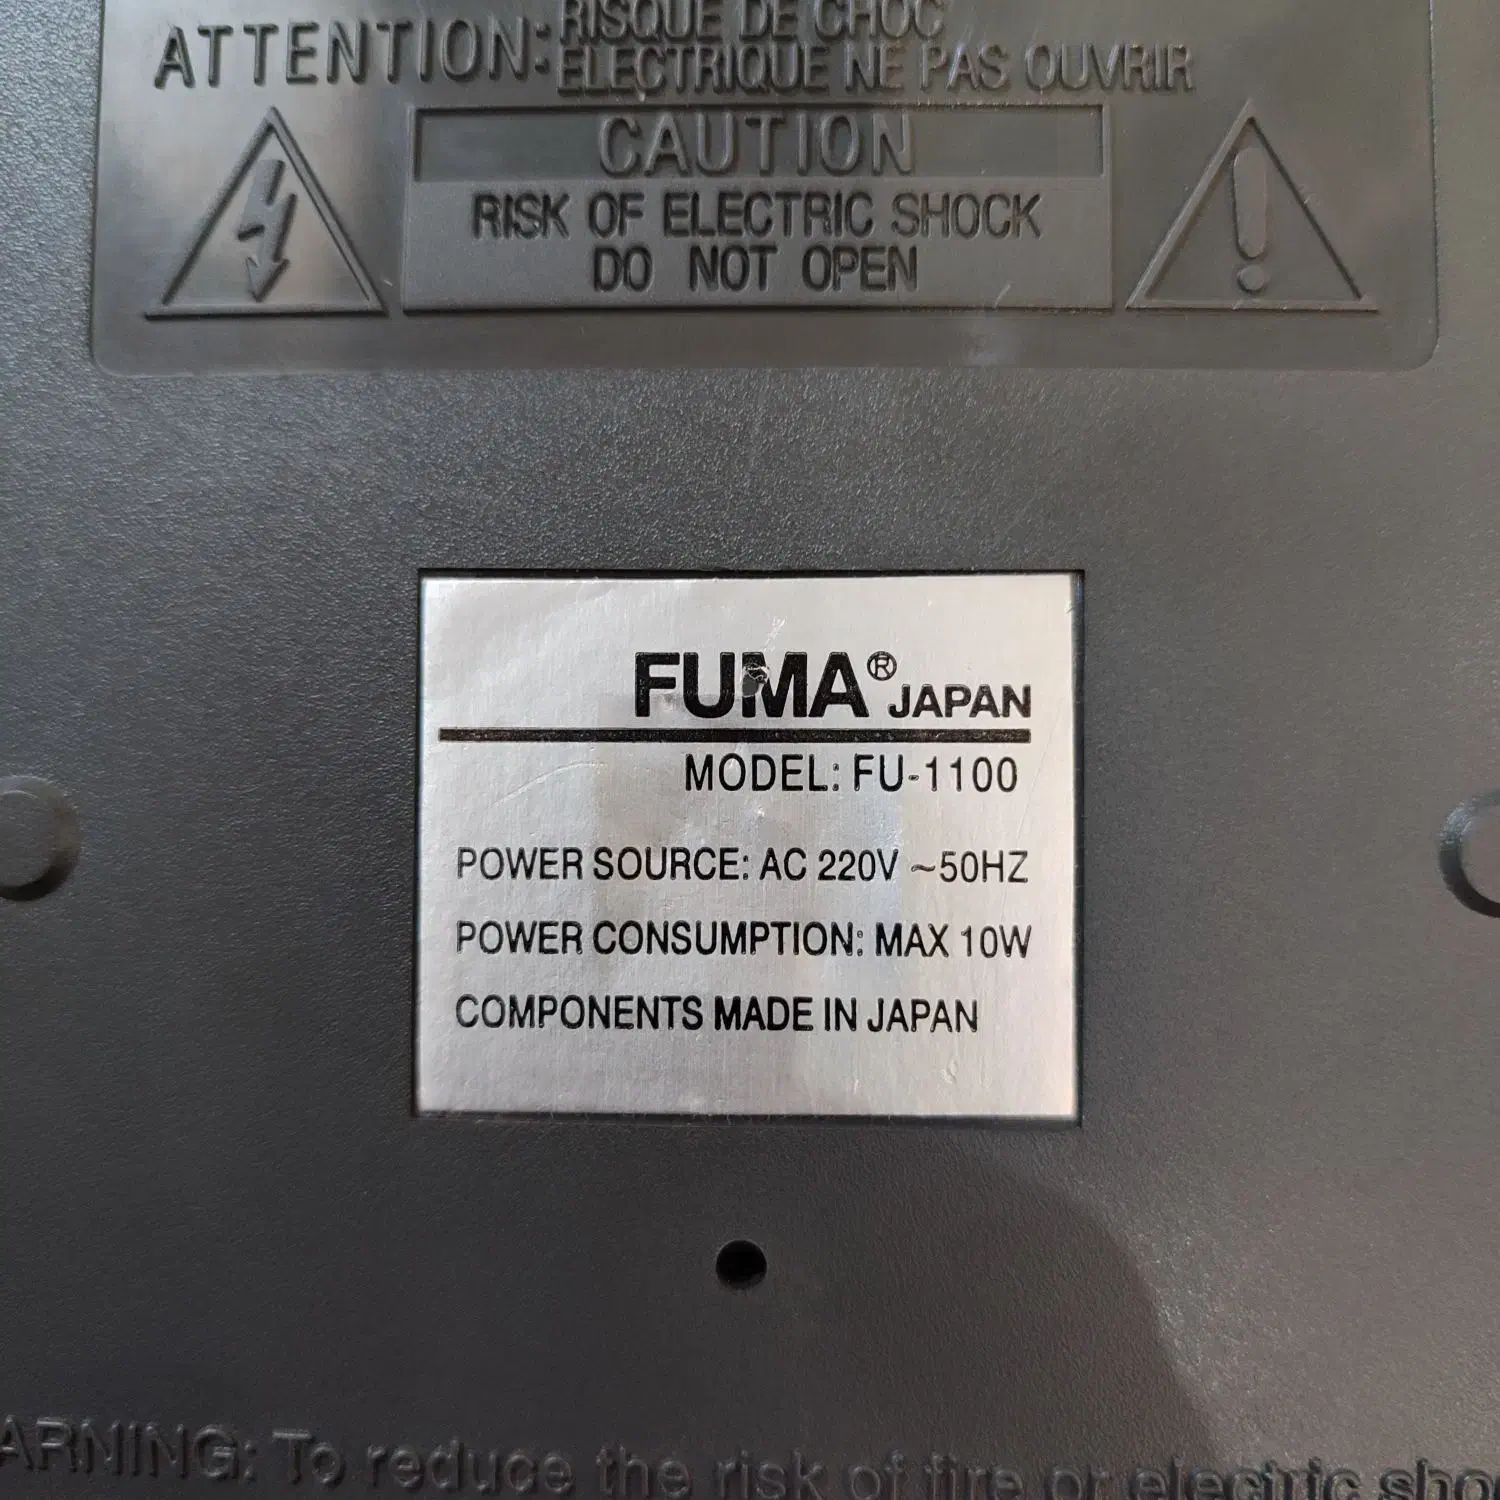 ATTENTION: RISQUE DE CHOC
ELECTRIQUE NE PAS OUVRIR
CAUTION
RISK OF ELECTRIC SHOCK
DO NOT OPEN
FUMA® JAPAN
MODEL: FU-1100
POWER SOURCE: AC 220V ~50HZ
POWER CONSUMPTION: MAX 10W
COMPONENTS MADE IN JAPAN
ARNING: To reduce the risk of fire or electric sho